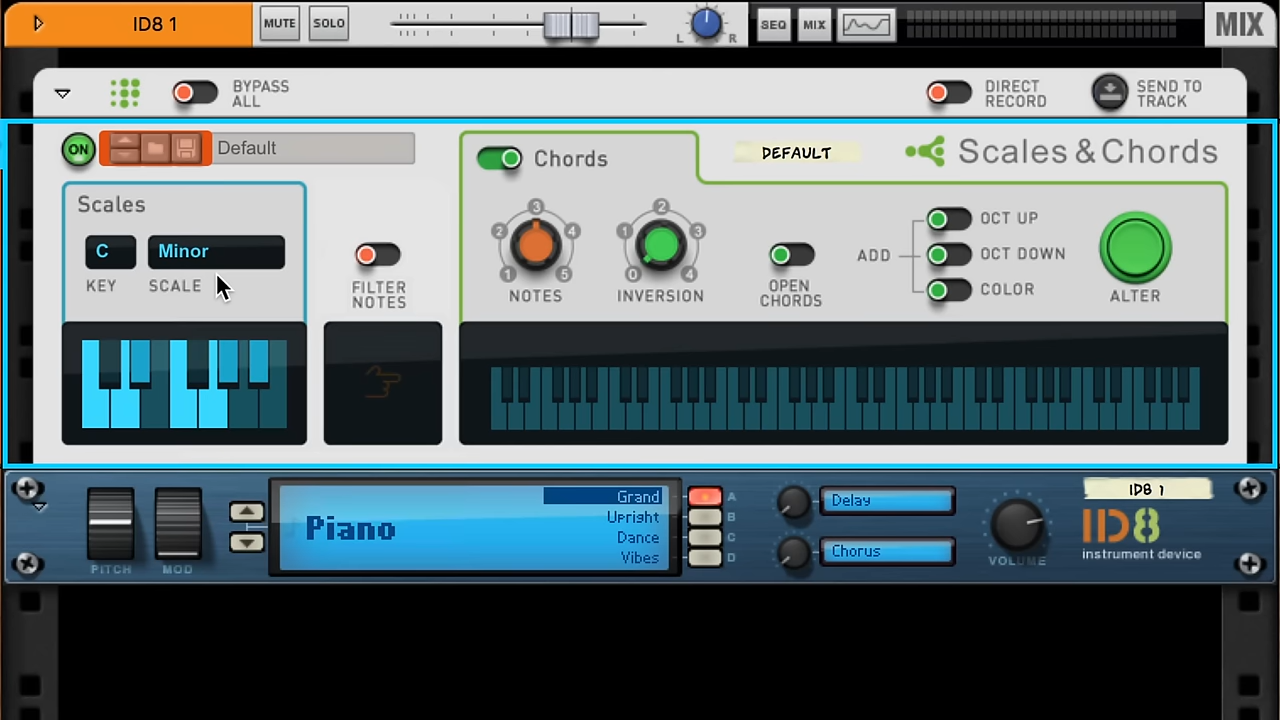 ID8 1
MUTE
SOLO
L R
SEQ
MIX
MIX
BYPASS
ALL
DIRECT
RECORD
SEND TO
TRACK
ON
Default
Chords
DEFAULT
Scales & Chords
Scales
C
Minor
KEY
SCALE
FILTER
NOTES
1 2 3 4 5
NOTES
0 1 2 3 4
INVERSION
OPEN
CHORDS
ADD
OCT UP
OCT DOWN
COLOR
ALTER
PITCH
MOD
Piano
Grand
Upright
Dance
Vibes
A
B
C
D
Delay
Chorus
VOLUME
ID8 1
ID8
instrument device